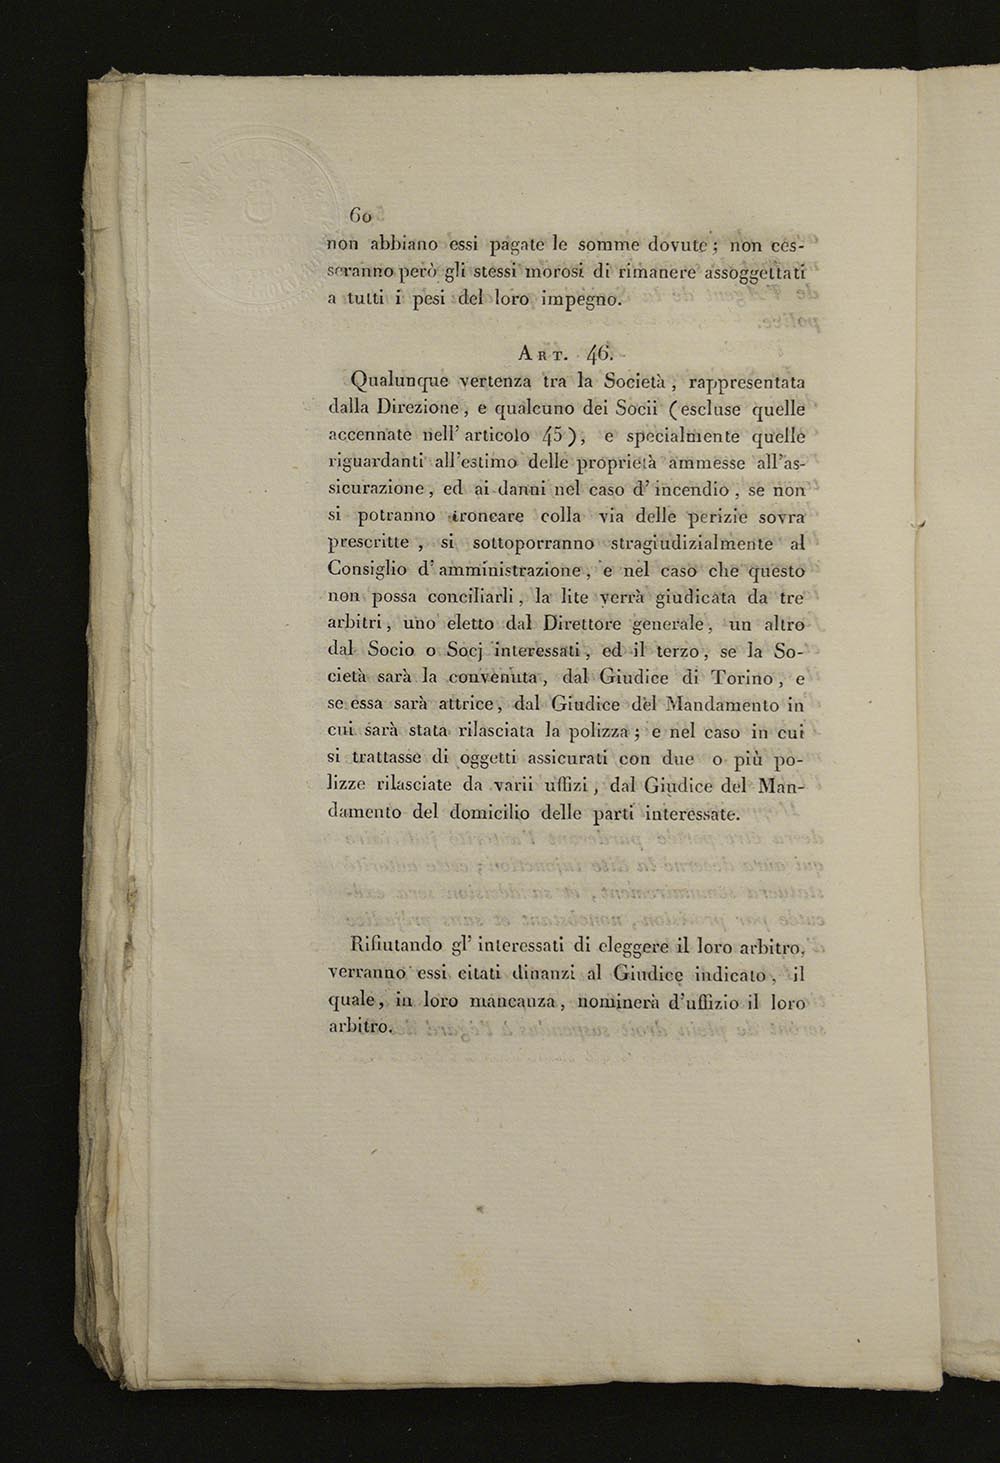 60
non abbiano essi pagate le somme dovute ; non ces-
seranno però gli stessi morosi di rimanere assoggettati
a tutti i pesi del loro impegno.
ART. 46.
Qualunque vertenza tra la Società , rappresentata
dalla Direzione , e qualcuno dei Socii ( escluse quelle
accennate nell' articolo 45 ) , e specialmente quelle
riguardanti all'estimo delle proprietà ammesse all'as-
sicurazione , ed ai danni nel caso d' incendio , se non
si potranno troncare colla via delle perizie sovra
prescritte , si sottoporranno stragiudizialmente al
Consiglio d' amministrazione , e nel caso che questo
non possa conciliarli , la lite verrà giudicata da tre
arbitri , uno eletto dal Direttore generale , un altro
dal Socio o Socj interessati , ed il terzo , se la So-
cietà sarà la convenuta , dal Giudice di Torino , e
se essa sarà attrice , dal Giudice del Mandamento in
cui sarà stata rilasciata la polizza ; e nel caso in cui
si trattasse di oggetti assicurati con due o più po-
lizze rilasciate da varii uffizi , dal Giudice del Man-
damento del domicilio delle parti interessate.
Rifiutando gl' interessati di eleggere il loro arbitro,
verranno essi citati dinanzi al Giudice indicato , il
quale , in loro mancanza , nominerà d'uffizio il loro
arbitro.